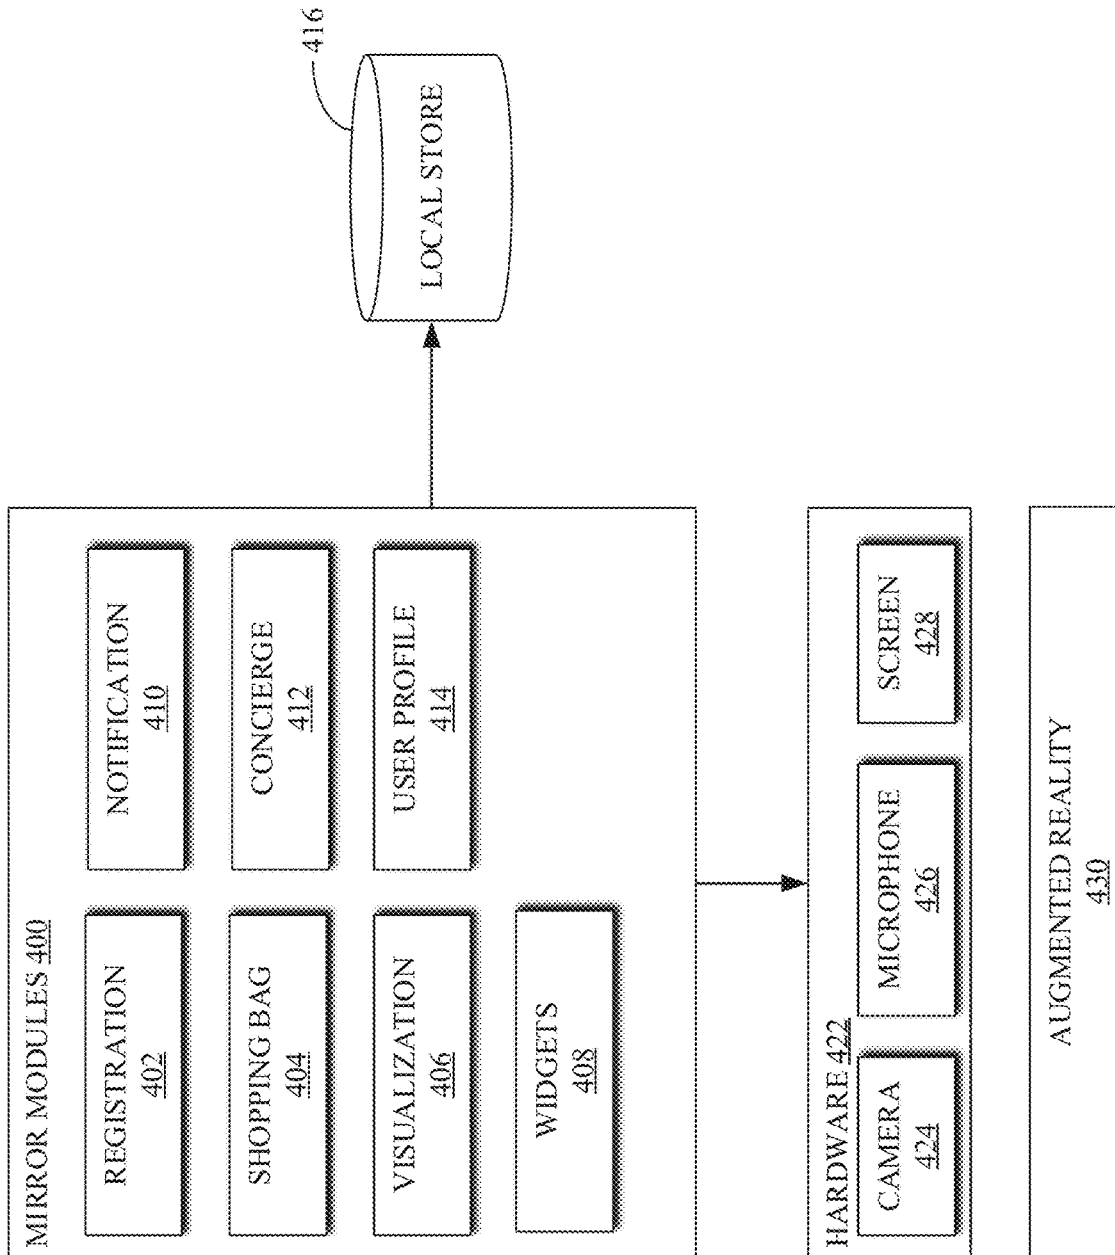 MIRROR MODULES 400
REGISTRATION
402
NOTIFICATION
410
SHOPPING BAG
404
CONCIERGE
412
VISUALIZATION
406
USER PROFILE
414
WIDGETS
408
LOCAL STORE
416
HARDWARE 422
CAMERA
424
MICROPHONE
426
SCREEN
428
AUGMENTED REALITY
430